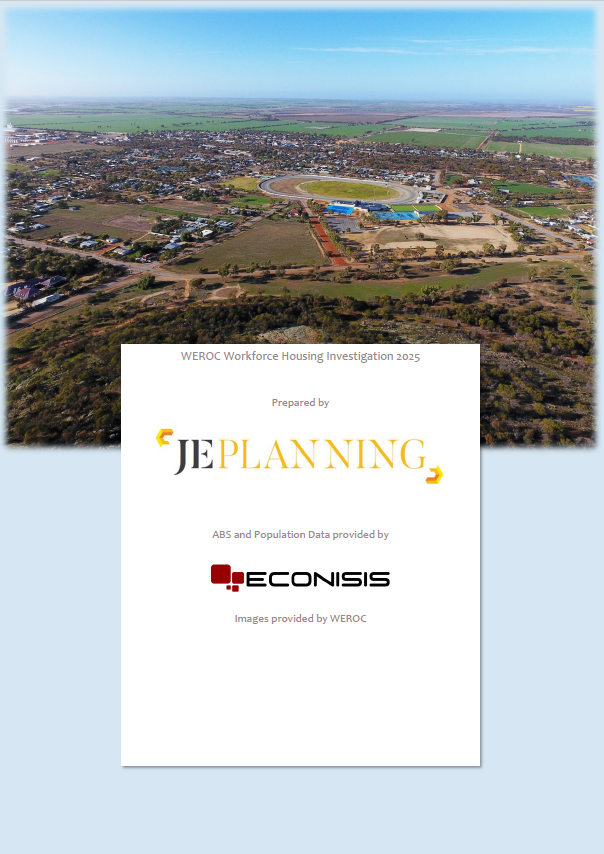 WEROC Workforce Housing Investigation 2025
Prepared by
JEPLANNING
ABS and Population Data provided by
ECONISIS
Images provided by WEROC